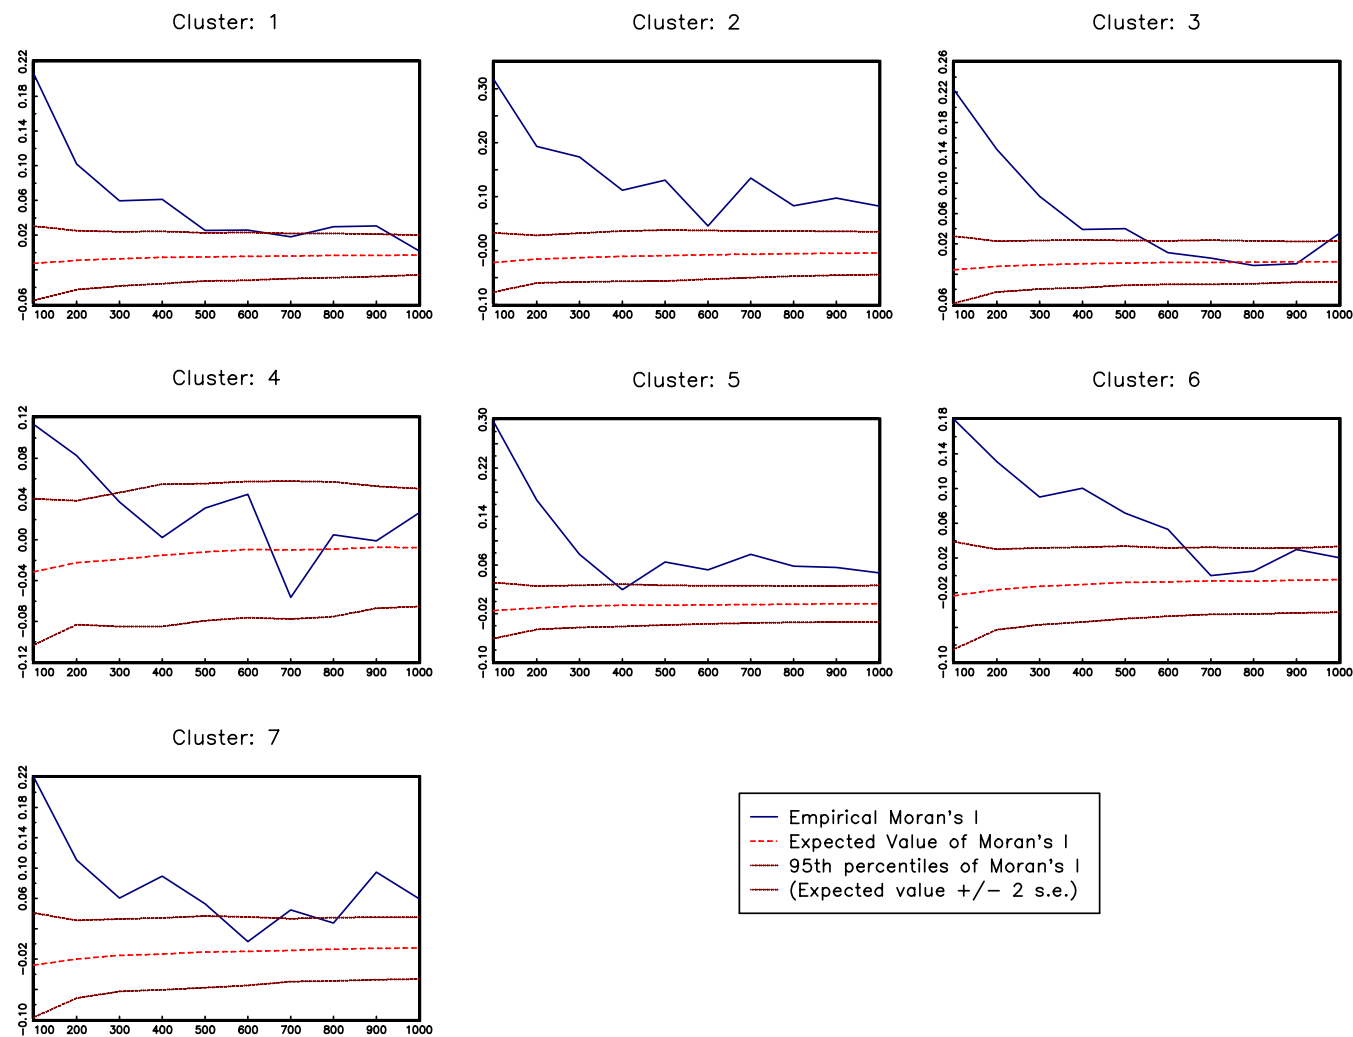 Cluster: 1
0.22
0.18
0.14
0.10
0.06
0.02
−0.06
100 200 300 400 500 600 700 800 900 1000
Cluster: 2
0.30
0.20
0.10
−0.00
−0.10
100 200 300 400 500 600 700 800 900 1000
Cluster: 3
0.26
0.22
0.18
0.14
0.10
0.06
0.02
−0.06
100 200 300 400 500 600 700 800 900 1000
Cluster: 4
0.12
0.08
0.04
0.00
−0.04
−0.08
−0.12
100 200 300 400 500 600 700 800 900 1000
Cluster: 5
0.30
0.22
0.14
0.06
−0.02
−0.10
100 200 300 400 500 600 700 800 900 1000
Cluster: 6
0.18
0.14
0.10
0.06
0.02
−0.02
−0.10
100 200 300 400 500 600 700 800 900 1000
Cluster: 7
0.22
0.18
0.14
0.10
0.06
−0.02
−0.10
100 200 300 400 500 600 700 800 900 1000
Empirical Moran's I
Expected Value of Moran's I
95th percentiles of Moran's I
(Expected value +/− 2 s.e.)